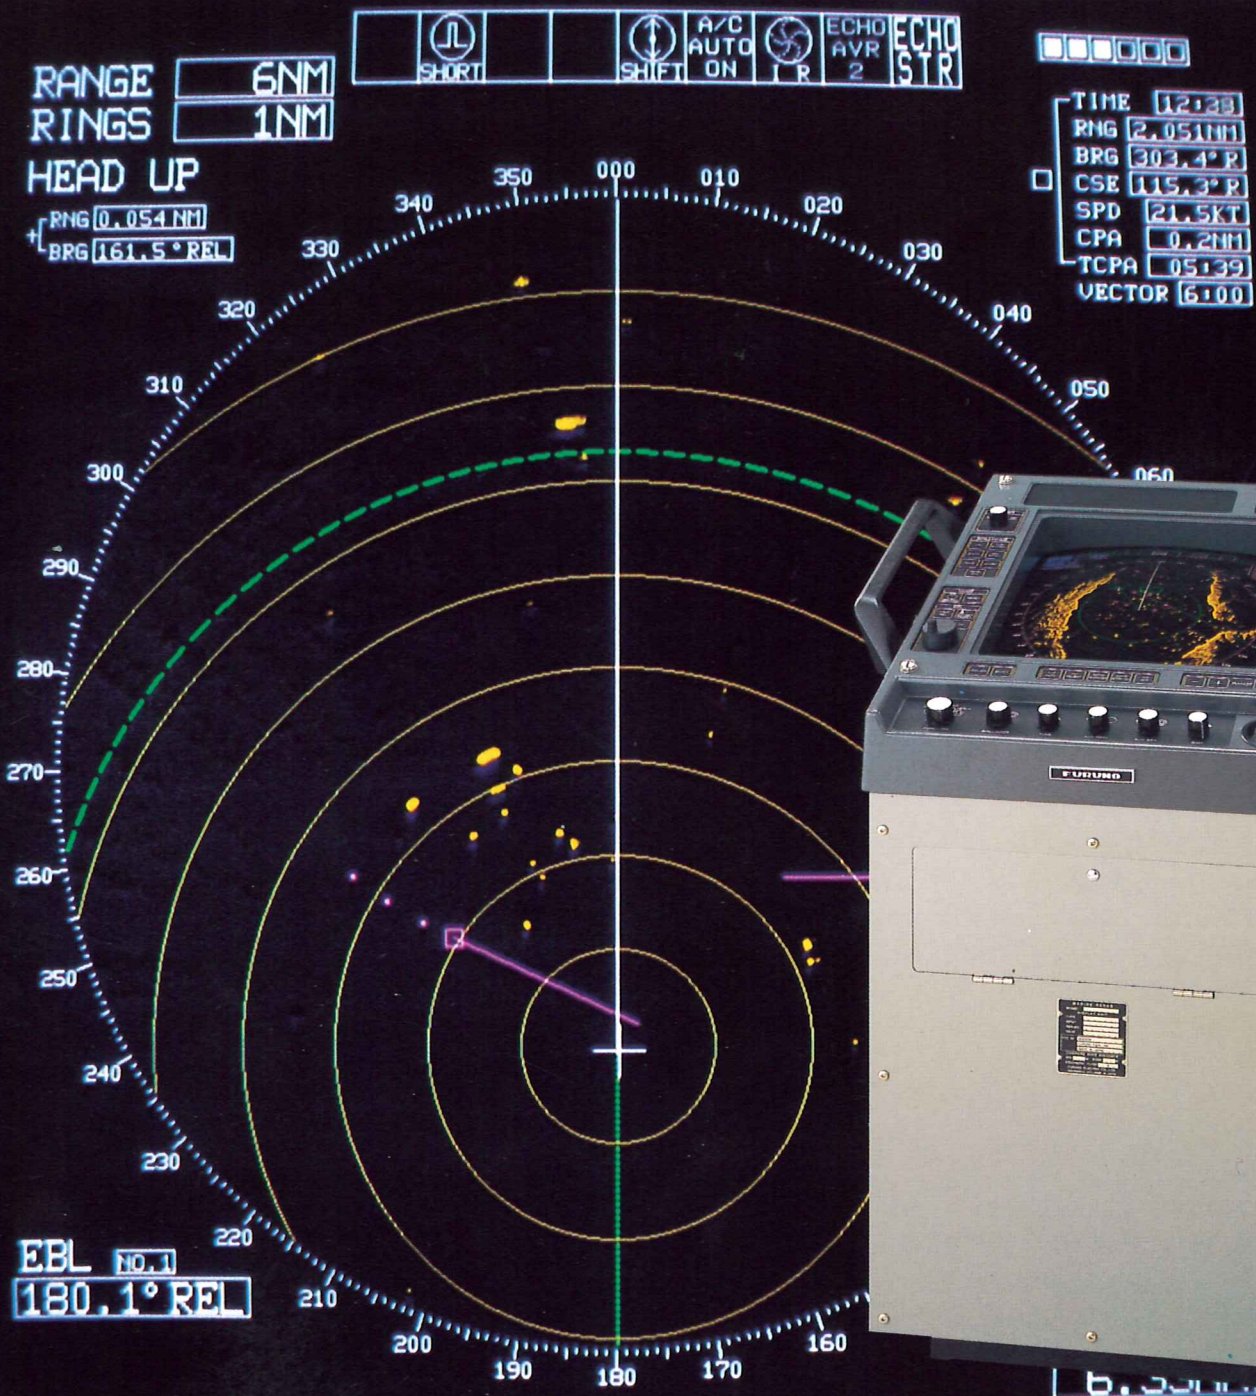 RANGE 6NM
RINGS 1NM
HEAD UP
+ RNG 0.054 NM
BRG 161.5° REL
SHORT
SHIFT
A/C
AUTO
ON
I R
ECHO
AVR
2
ECHO
STR
TIME 12:28
RNG 2.051NM
BRG 303.4° R
CSE 115.3° R
SPD 21.5KT
CPA 0.2NM
TCPA 05:39
VECTOR 6:00
000
010
020
030
040
050
060
350
340
330
320
310
300
290
280
270
260
250
240
230
220
210
200
190
180
170
160
FURUNO
EBL NO.1
180.1° REL